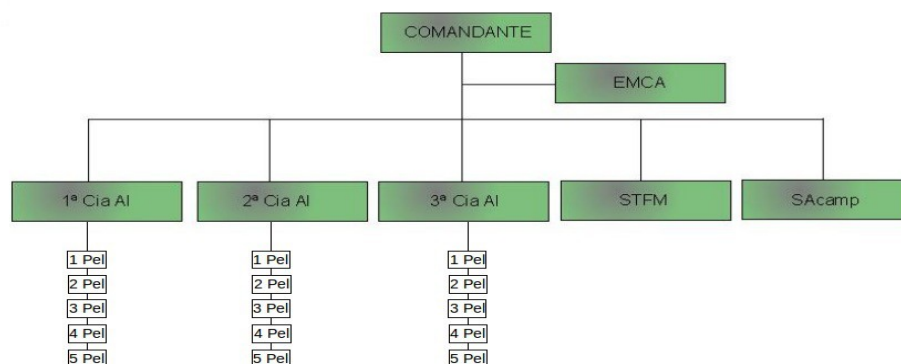 COMANDANTE
EMCA
1ª Cia Al
2ª Cia Al
3ª Cia Al
STFM
SAcamp
1 Pel
1 Pel
1 Pel
2 Pel
2 Pel
2 Pel
3 Pel
3 Pel
3 Pel
4 Pel
4 Pel
4 Pel
5 Pel
5 Pel
5 Pel